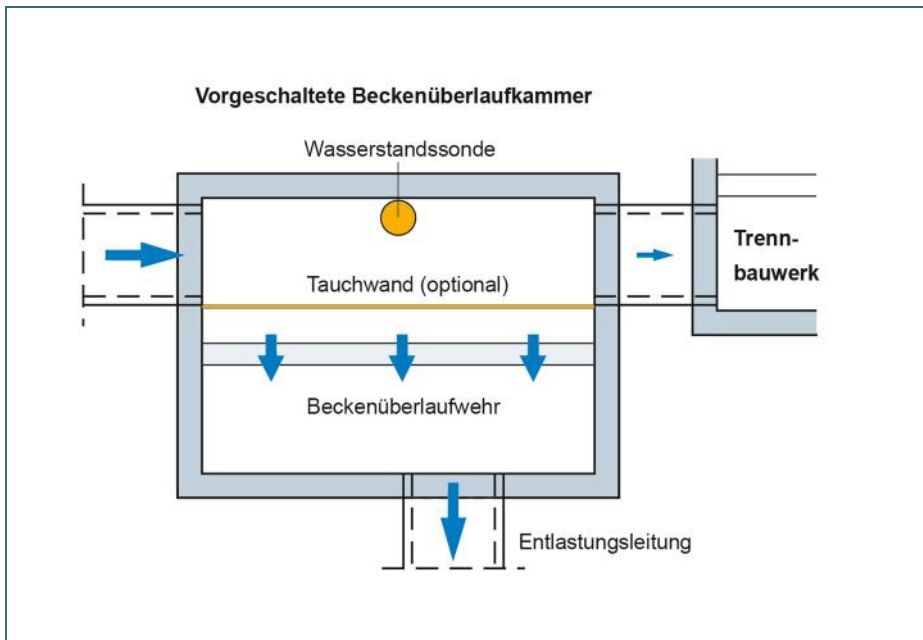 Vorgeschaltete Beckenüberlaufkammer
Wasserstandssonde
Trenn-
bauwerk
Tauchwand (optional)
Beckenüberlaufwehr
Entlastungsleitung